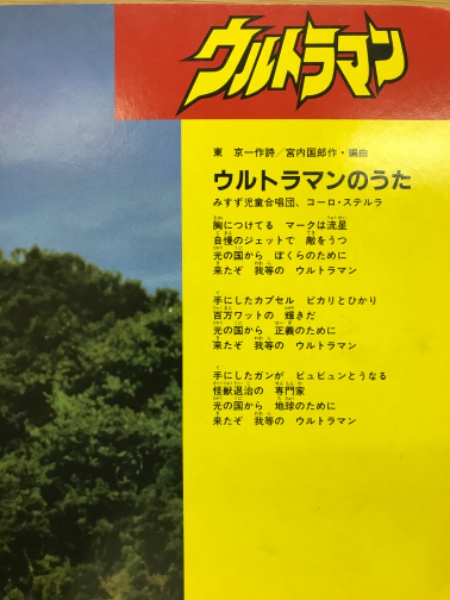 ウルトラマン
東 京一作詩/宮内国郎作・編曲
ウルトラマンのうた
みすず児童合唱団、コーロ・ステルラ
胸につけてる マークは流星
自慢のジェットで 敵をうつ
光の国から ぼくらのために
来たぞ 我等の ウルトラマン
手にしたカプセル ピカリとひかり
百万ワットの 輝きだ
光の国から 正義のために
来たぞ 我等の ウルトラマン
手にしたガンが ビュビュンとうなる
怪獣退治の 専門家
光の国から 地球のために
来たぞ 我等の ウルトラマン